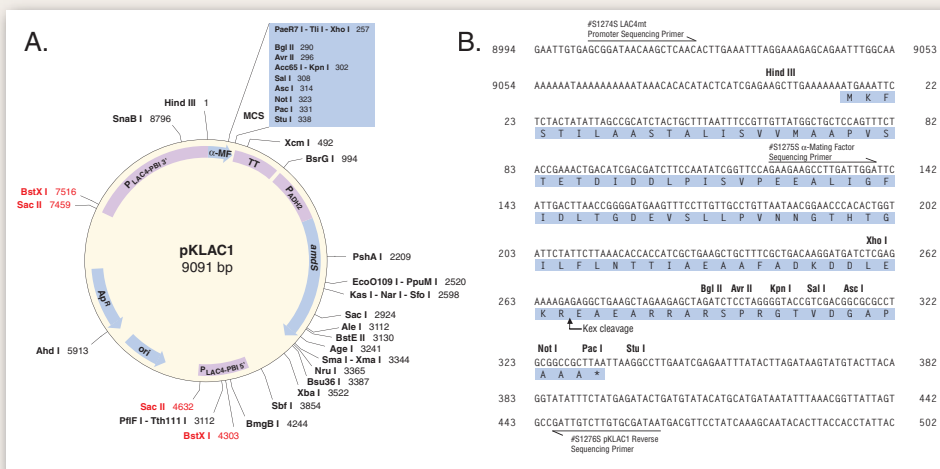 A.
PaeR7 I - Tli I - Xho I 257
Bgl II 290
Avr II 296
Acc65 I - Kpn I 302
Sal I 308
Asc I 314
Not I 323
Pac I 331
Stu I 338
MCS
Hind III 1
SnaB I 8796
Xcm I 492
BsrG I 994
α-MF
TT
PLAC4-PBI 3'
PADH2
amdS
BstX I 7516
Sac II 7459
pKLAC1
9091 bp
PshA I 2209
EcoO109 I - PpuM I 2520
Kas I - Nar I - Sfo I 2598
Sac I 2924
Ale I 3112
BstE II 3130
Age I 3241
Sma I - Xma I 3344
Nru I 3365
Bsu36 I 3387
Xba I 3522
Sbf I 3854
BmgB I 4244
ApR
ori
PLAC4-PBI 5'
Ahd I 5913
Sac II 4632
PflF I - Tth111 I 3112
BstX I 4303
B.
#S1274S LAC4mt
Promoter Sequencing Primer
8994 GAATTGTGAGCGGATAACAAGCTCAACACTTGAAATTTAGGAAAGAGCAGAATTTGGCAA 9053
Hind III
9054 AAAAAATAAAAAAAAAAATAAACACACATACTCATCGAGAAGCTTGAAAAAAATGAAATTC 22
M K F
23 TCTACTATATTAGCCGCATCTACTGCTTTAATTTCCGTTGTTATGGCTGCTCCAGTTTCT 82
S T I L A A S T A L I S V V M A A P V S
#S1275S α-Mating Factor
Sequencing Primer
83 ACCGAAACTGACATCGACGATCTTCCAATATCGGTTCCAGAAGAAGCCTTGATTGGATTC 142
T E T D I D D L P I S V P E E A L I G F
143 ATTGACTTAACCGGGGATGAAGTTTCCTTGTTGCCTGTTAATAACGGAACCCACACTGGT 202
I D L T G D E V S L L P V N N G T H T G
Xho I
203 ATTCTATTCTTAAACACCACCATCGCTGAAGCTGCTTTCGCTGACAAGGATGATCTCGAG 262
I L F L N T T I A E A A F A D K D D L E
Bgl II Avr II Kpn I Sal I Asc I
263 AAAAGAGAGGCTGAAGCTAGAAGAGCTAGATCTCCTAGGGGTACCGTCGACGGCGCGCCT 322
K R E A E A R R A R S P R G T V D G A P
Kex cleavage
Not I Pac I Stu I
323 GCGGCCGCTTAATTAAGGCCTTGAATCGAGAATTTATACTTAGATAAGTATGTACTTACA 382
A A A *
383 GGTATATTTCTATGAGATACTGATGTATACATGCATGATAATATTTAAACGGTTATTAGT 442
443 GCCGATTGTCTTGTGCGATAATGACGTTCCTATCAAAGCAATACACTTACCACCTATTAC 502
#S1276S pKLAC1 Reverse
Sequencing Primer